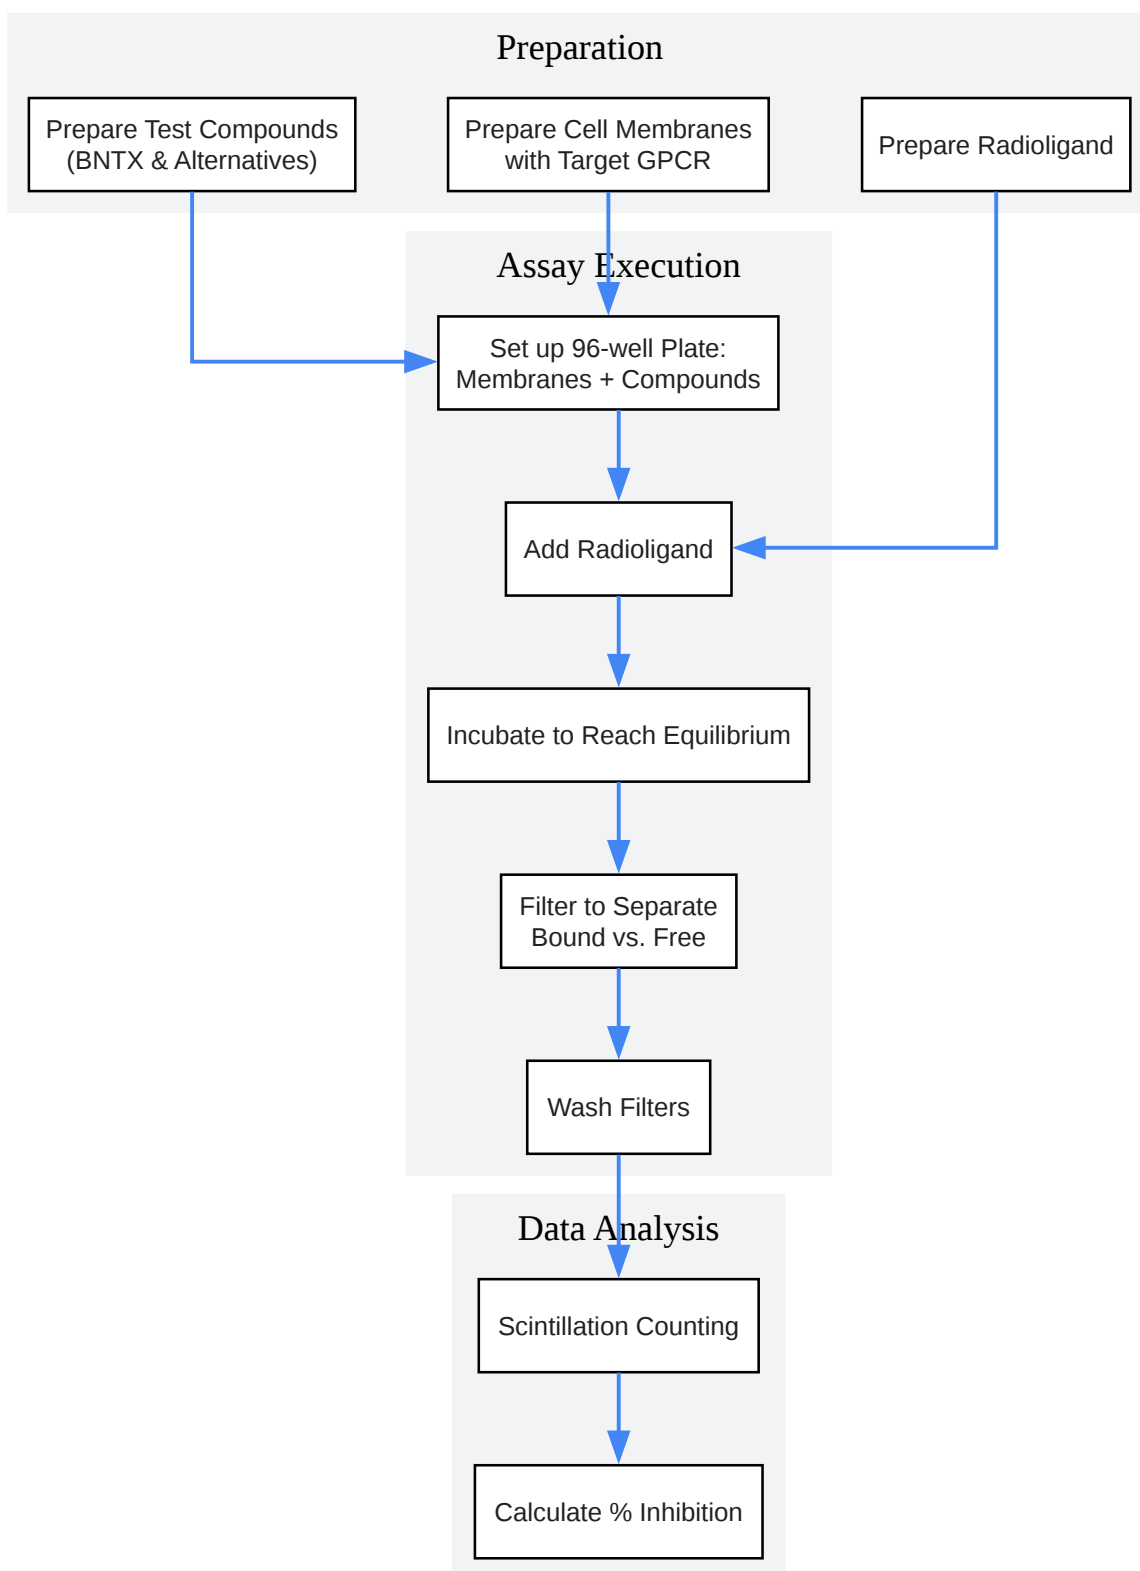 Preparation
Prepare Test Compounds
(BNTX & Alternatives)
Prepare Cell Membranes
with Target GPCR
Prepare Radioligand
Assay Execution
Set up 96-well Plate:
Membranes + Compounds
Add Radioligand
Incubate to Reach Equilibrium
Filter to Separate
Bound vs. Free
Wash Filters
Data Analysis
Scintillation Counting
Calculate % Inhibition